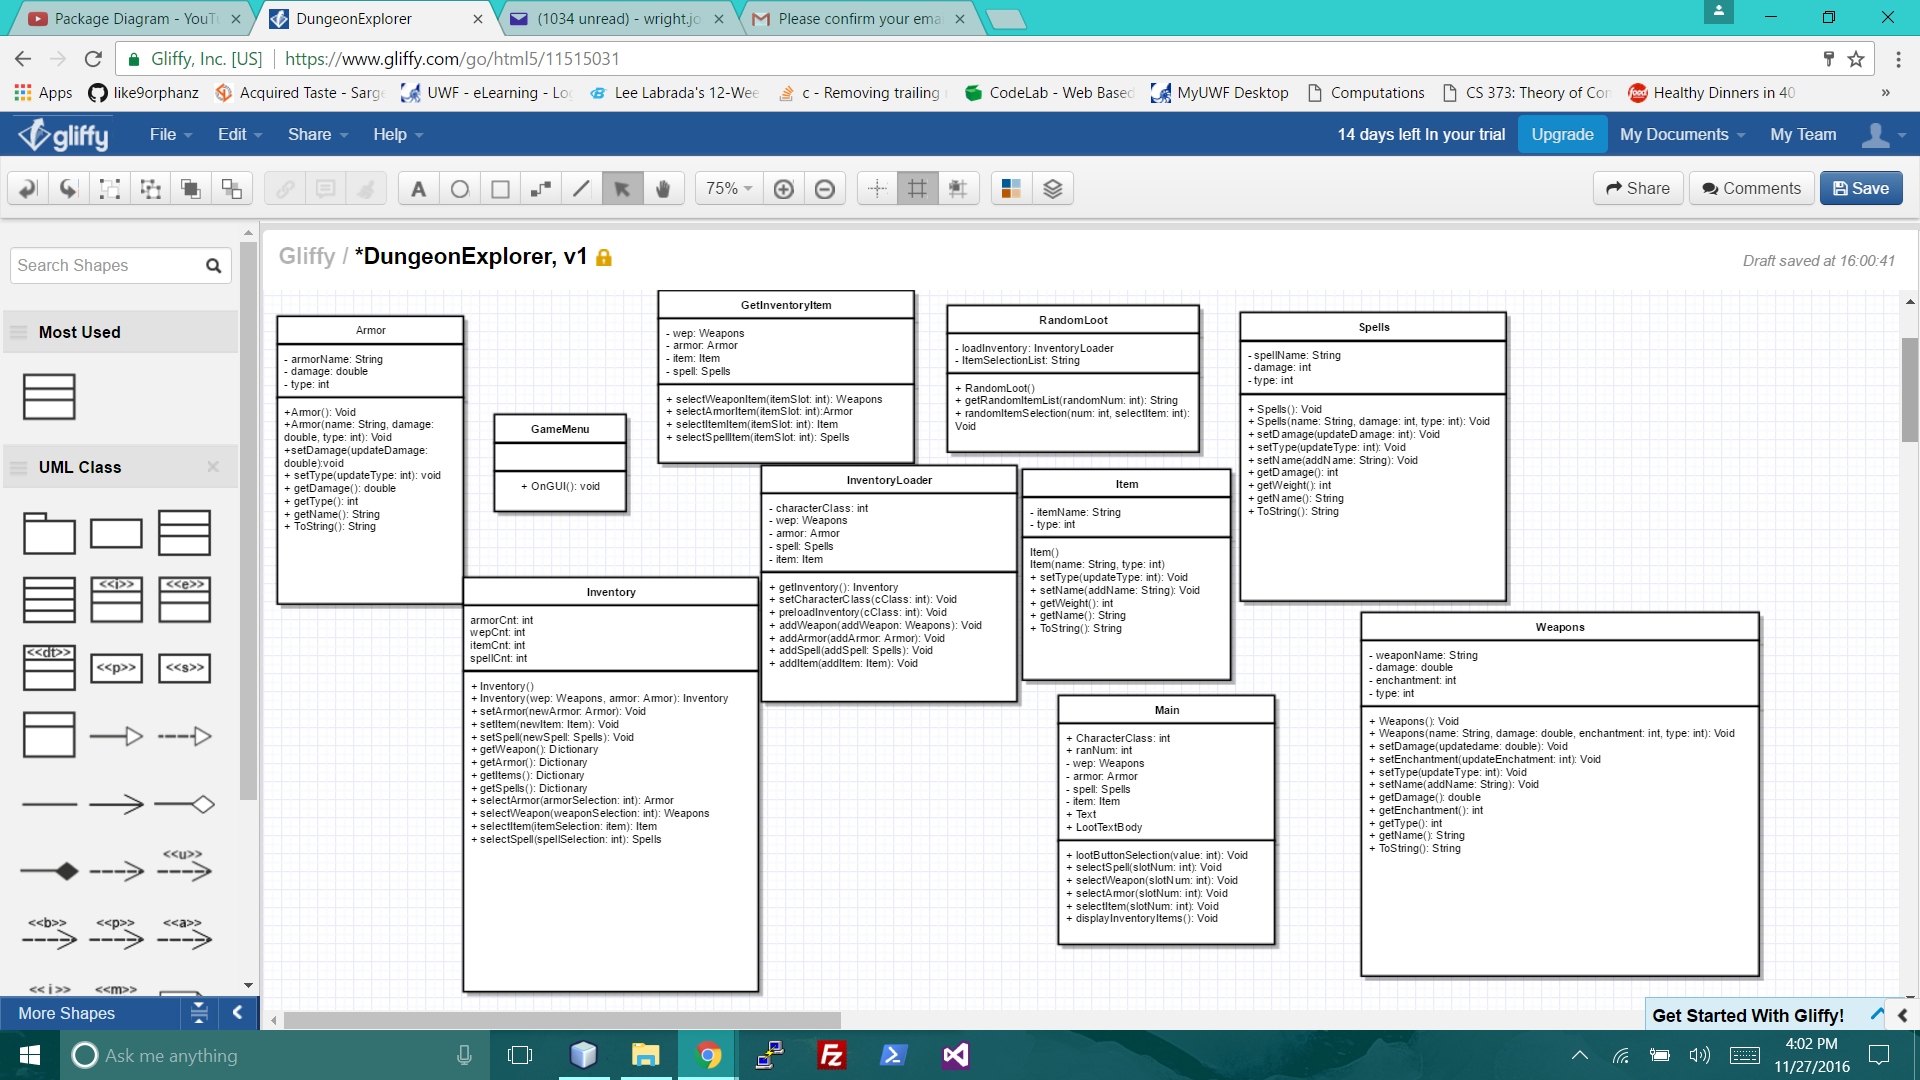 Package Diagram - YouTu
DungeonExplorer
(1034 unread) - wright.jo
Please confirm your emai
Gliffy, Inc. [US]
https://www.gliffy.com/go/html5/11515031
Apps
like9orphanz
Acquired Taste - Sarge
UWF - eLearning - Lo
Lee Labrada's 12-Wee
c - Removing trailing
CodeLab - Web Based
MyUWF Desktop
Computations
CS 373: Theory of Con
Healthy Dinners in 40
»
gliffy
File
Edit
Share
Help
14 days left In your trial
Upgrade
My Documents
My Team
A
75%
Share
Comments
Save
Search Shapes
Gliffy / *DungeonExplorer, v1
Draft saved at 16:00:41
Most Used
UML Class
<<i>>
<<e>>
<<dt>>
<<p>>
<<s>>
<<u>>
<<b>>
<<p>>
<<a>>
<<i>>
<<m>>
More Shapes
Armor
- armorName: String
- damage: double
- type: int
+Armor(): Void
+Armor(name: String, damage:
double, type: int): Void
+setDamage(updateDamage:
double):void
+ setType(updateType: int): void
+ getDamage(): double
+ getType(): int
+ getName(): String
+ ToString(): String
GameMenu
+ OnGUI(): void
GetInventoryItem
- wep: Weapons
- armor: Armor
- item: Item
- spell: Spells
+ selectWeaponItem(itemSlot: int): Weapons
+ selectArmorItem(itemSlot: int):Armor
+ selectItemItem(itemSlot: int): Item
+ selectSpellItem(itemSlot: int): Spells
RandomLoot
- loadInventory: InventoryLoader
- ItemSelectionList: String
+ RandomLoot()
+ getRandomItemList(randomNum: int): String
+ randomItemSelection(num: int, selectItem: int):
Void
Spells
- spellName: String
- damage: int
- type: int
+ Spells(): Void
+ Spells(name: String, damage: int, type: int): Void
+ setDamage(updateDamage: int): Void
+ setType(updateType: int): Void
+ setName(addName: String): Void
+ getDamage(): int
+ getWeight(): int
+ getName(): String
+ ToString(): String
InventoryLoader
- characterClass: int
- wep: Weapons
- armor: Armor
- spell: Spells
- item: Item
+ getInventory(): Inventory
+ setCharacterClass(cClass: int): Void
+ preloadInventory(cClass: int): Void
+ addWeapon(addWeapon: Weapons): Void
+ addArmor(addArmor: Armor): Void
+ addSpell(addSpell: Spells): Void
+ addItem(addItem: Item): Void
Item
- itemName: String
- type: int
Item()
Item(name: String, type: int)
+ setType(updateType: int): Void
+ setName(addName: String): Void
+ getWeight(): int
+ getName(): String
+ ToString(): String
Inventory
armorCnt: int
wepCnt: int
itemCnt: int
spellCnt: int
+ Inventory()
+ Inventory(wep: Weapons, amor: Armor): Inventory
+ setArmor(newArmor: Armor): Void
+ setItem(newItem: Item): Void
+ setSpell(newSpell: Spells): Void
+ getWeapon(): Dictionary
+ getArmor(): Dictionary
+ getItems(): Dictionary
+ getSpells(): Dictionary
+ selectArmor(armorSelection: int): Armor
+ selectWeapon(weaponSelection: int): Weapons
+ selectItem(itemSelection: item): Item
+ selectSpell(spellSelection: int): Spells
Main
+ CharacterClass: int
+ ranNum: int
- wep: Weapons
- armor: Armor
- spell: Spells
- item: Item
+ Text
+ LootTextBody
+ lootButtonSelection(value: int): Void
+ selectSpell(slotNum: int): Void
+ selectWeapon(slotNum: int): Void
+ selectArmor(slotNum: int): Void
+ selectItem(slotNum: int): Void
+ displayInventoryItems(): Void
Weapons
- weaponName: String
- damage: double
- enchantment: int
- type: int
+ Weapons(): Void
+ Weapons(name: String, damage: double, enchantment: int, type: int): Void
+ setDamage(updatedame: double): Void
+ setEnchantment(updateEnchatment: int): Void
+ setType(updateType: int): Void
+ setName(addName: String): Void
+ getDamage(): double
+ getEnchantment(): int
+ getType(): int
+ getName(): String
+ ToString(): String
Get Started With Gliffy!
Ask me anything
4:02 PM
11/27/2016